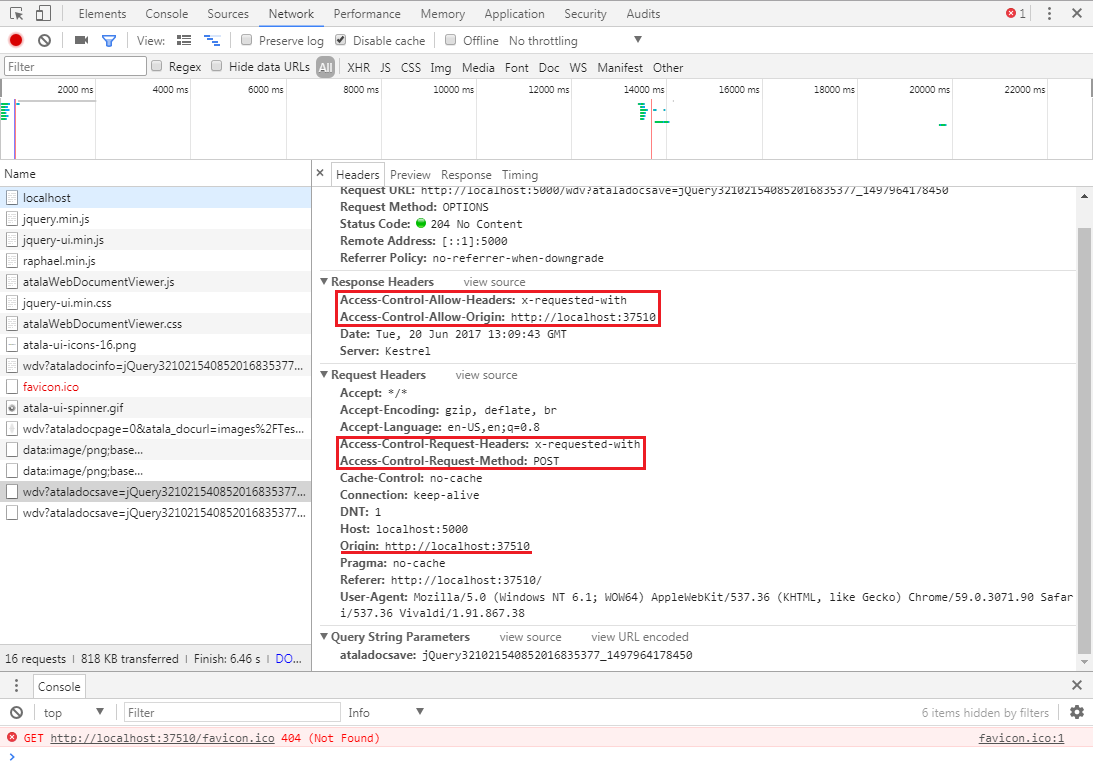 Elements Console Sources Network Performance Memory Application Security Audits 1
View: Preserve log Disable cache Offline No throttling
Filter Regex Hide data URLs All XHR JS CSS Img Media Font Doc WS Manifest Other
2000 ms 4000 ms 6000 ms 8000 ms 10000 ms 12000 ms 14000 ms 16000 ms 18000 ms 20000 ms 22000 ms
Name
localhost
jquery.min.js
jquery-ui.min.js
raphael.min.js
atalaWebDocumentViewer.js
jquery-ui.min.css
atalaWebDocumentViewer.css
atala-ui-icons-16.png
wdv?ataladocinfo=jQuery321021540852016835377...
favicon.ico
atala-ui-spinner.gif
wdv?ataladocpage=0&atala_docurl=images%2FTes...
data:image/png;base...
data:image/png;base...
wdv?ataladocsave=jQuery321021540852016835377...
wdv?ataladocsave=jQuery321021540852016835377...
16 requests | 818 KB transferred | Finish: 6.46 s | DO...
Headers Preview Response Timing
Request URL: http://localhost:5000/wdv?ataladocsave=jQuery321021540852016835377_1497964178450
Request Method: OPTIONS
Status Code: 204 No Content
Remote Address: [::1]:5000
Referrer Policy: no-referrer-when-downgrade
Response Headers view source
Access-Control-Allow-Headers: x-requested-with
Access-Control-Allow-Origin: http://localhost:37510
Date: Tue, 20 Jun 2017 13:09:43 GMT
Server: Kestrel
Request Headers view source
Accept: */*
Accept-Encoding: gzip, deflate, br
Accept-Language: en-US,en;q=0.8
Access-Control-Request-Headers: x-requested-with
Access-Control-Request-Method: POST
Cache-Control: no-cache
Connection: keep-alive
DNT: 1
Host: localhost:5000
Origin: http://localhost:37510
Pragma: no-cache
Referer: http://localhost:37510/
User-Agent: Mozilla/5.0 (Windows NT 6.1; WOW64) AppleWebKit/537.36 (KHTML, like Gecko) Chrome/59.0.3071.90 Safar
i/537.36 Vivaldi/1.91.867.38
Query String Parameters view source view URL encoded
ataladocsave: jQuery321021540852016835377_1497964178450
Console
top Filter Info 6 items hidden by filters
GET http://localhost:37510/favicon.ico 404 (Not Found) favicon.ico:1